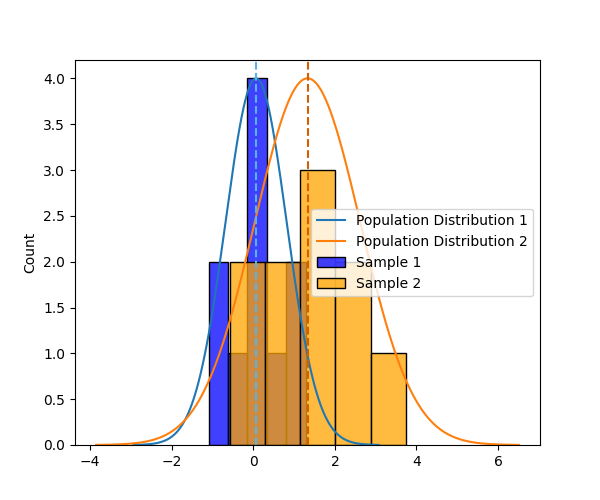 4.0
3.5
3.0
2.5
2.0
1.5
1.0
0.5
0.0
Count
Population Distribution 1
Population Distribution 2
Sample 1
Sample 2
−4 −2 0 2 4 6